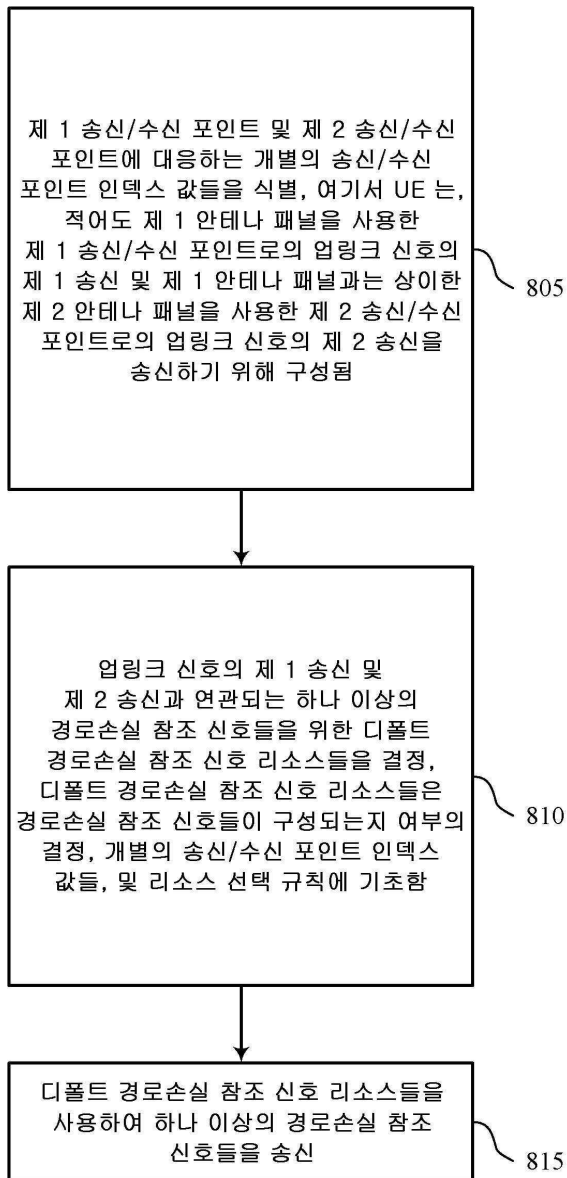 제 1 송신/수신 포인트 및 제 2 송신/수신
포인트에 대응하는 개별의 송신/수신
포인트 인덱스 값들을 식별, 여기서 UE 는,
적어도 제 1 안테나 패널을 사용한
제 1 송신/수신 포인트로의 업링크 신호의
제 1 송신 및 제 1 안테나 패널과는 상이한
제 2 안테나 패널을 사용한 제 2 송신/수신
포인트로의 업링크 신호의 제 2 송신을
송신하기 위해 구성됨
805
업링크 신호의 제 1 송신 및
제 2 송신과 연관되는 하나 이상의
경로손실 참조 신호들을 위한 디폴트
경로손실 참조 신호 리소스들을 결정,
디폴트 경로손실 참조 신호 리소스들은
경로손실 참조 신호들이 구성되는지 여부의
결정, 개별의 송신/수신 포인트 인덱스
값들, 및 리소스 선택 규칙에 기초함
810
디폴트 경로손실 참조 신호 리소스들을
사용하여 하나 이상의 경로손실 참조
신호들을 송신
815